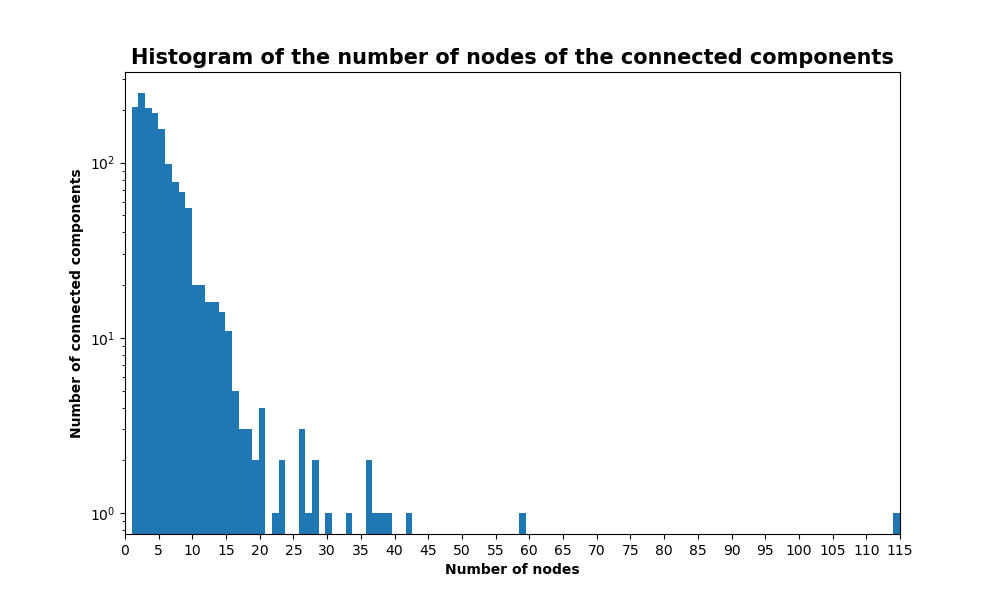 Histogram of the number of nodes of the connected components
Number of connected components
10²
10¹
10⁰
0 5 10 15 20 25 30 35 40 45 50 55 60 65 70 75 80 85 90 95 100 105 110 115
Number of nodes